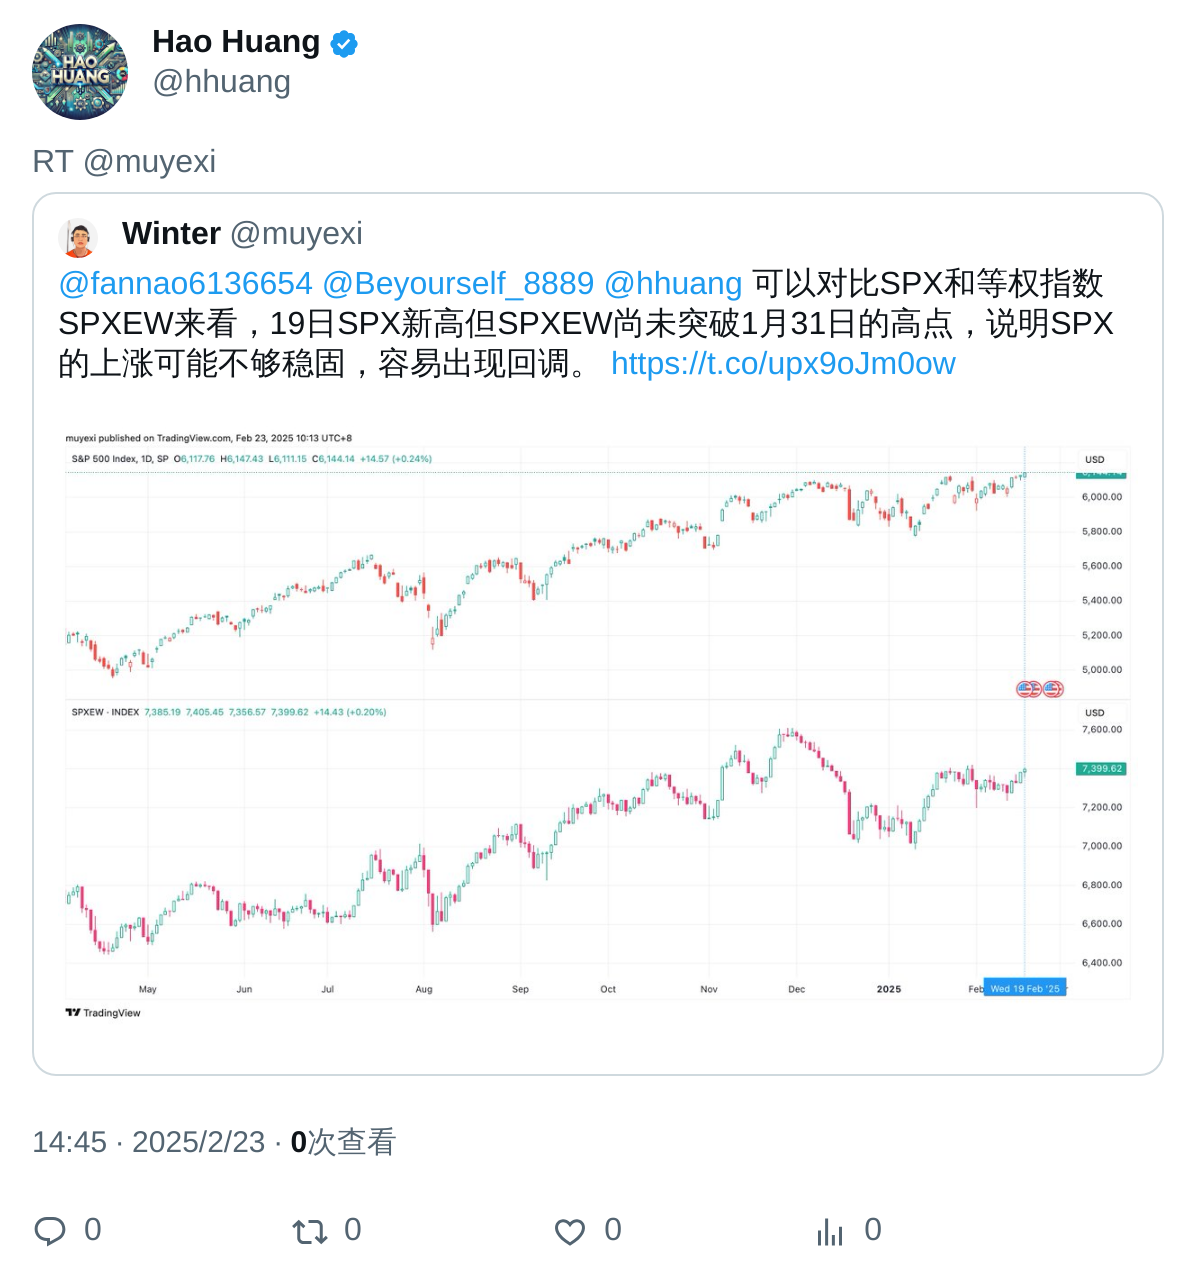 HAO
HUANG
Hao Huang
@hhuang
RT @muyexi
Winter @muyexi
@fannao6136654 @Beyourself_8889 @hhuang 可以对比SPX和等权指数
SPXEW来看，19日SPX新高但SPXEW尚未突破1月31日的高点，说明SPX
的上涨可能不够稳固，容易出现回调。 https://t.co/upx9oJm0ow
muyexi published on TradingView.com, Feb 23, 2025 10:13 UTC+8
S&P 500 Index, 1D, SP O6,117.76 H6,147.43 L6,111.15 C6,144.14 +14.57 (+0.24%)
USD
6,000.00
5,800.00
5,600.00
5,400.00
5,200.00
5,000.00
SPXEW · INDEX 7,385.19 7,405.45 7,356.57 7,399.62 +14.43 (+0.20%)
USD
7,600.00
7,399.62
7,200.00
7,000.00
6,800.00
6,600.00
6,400.00
May Jun Jul Aug Sep Oct Nov Dec 2025 Feb Wed 19 Feb '25
TradingView
14:45 · 2025/2/23 · 0次查看
0 0 0 0